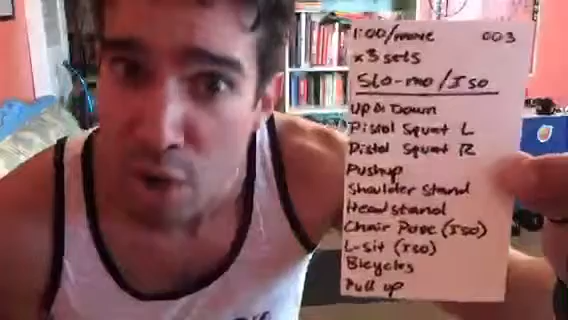 1:00/move 003
x3 sets
Slo-mo/Iso
Up & Down
Pistol Squat L
Pistol Squat R
Pushup
Shoulder Stand
Headstand
Chair Pose (Iso)
L-sit (Iso)
Bicycles
Pull up